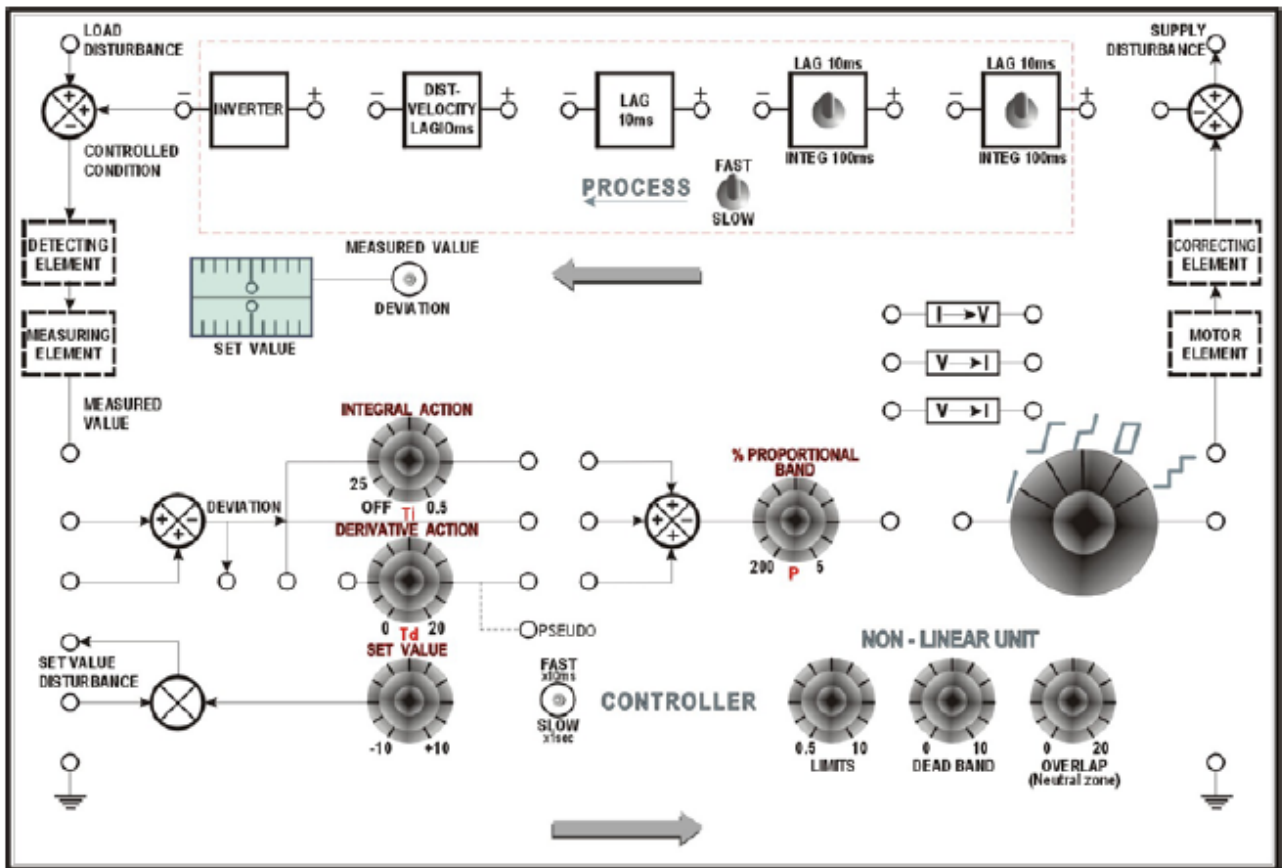 LOAD
DISTURBANCE
SUPPLY
DISTURBANCE
LAG 10ms
LAG 10ms
+ + −
− INVERTER +
− DIST-
VELOCITY
LAGIOms +
− LAG
10ms +
− +
− +
− + +
INTEG 100ms
INTEG 100ms
CONTROLLED
CONDITION
FAST
PROCESS
SLOW
DETECTING
ELEMENT
CORRECTING
ELEMENT
MEASURED VALUE
DEVIATION
MEASURING
ELEMENT
SET VALUE
I V
V I
V I
MOTOR
ELEMENT
MEASURED
VALUE
INTEGRAL ACTION
25
OFF Ti 0.5
% PROPORTIONAL
BAND
200 P 5
+ + − −
DEVIATION
+ + + −
DERIVATIVE ACTION
0 Td 20
PSEUDO
SET VALUE
-10 +10
SET VALUE
DISTURBANCE
FAST
x10ms
SLOW
x1sec
CONTROLLER
NON - LINEAR UNIT
0.5 10
LIMITS
0 10
DEAD BAND
0 20
OVERLAP
(Neutral zone)